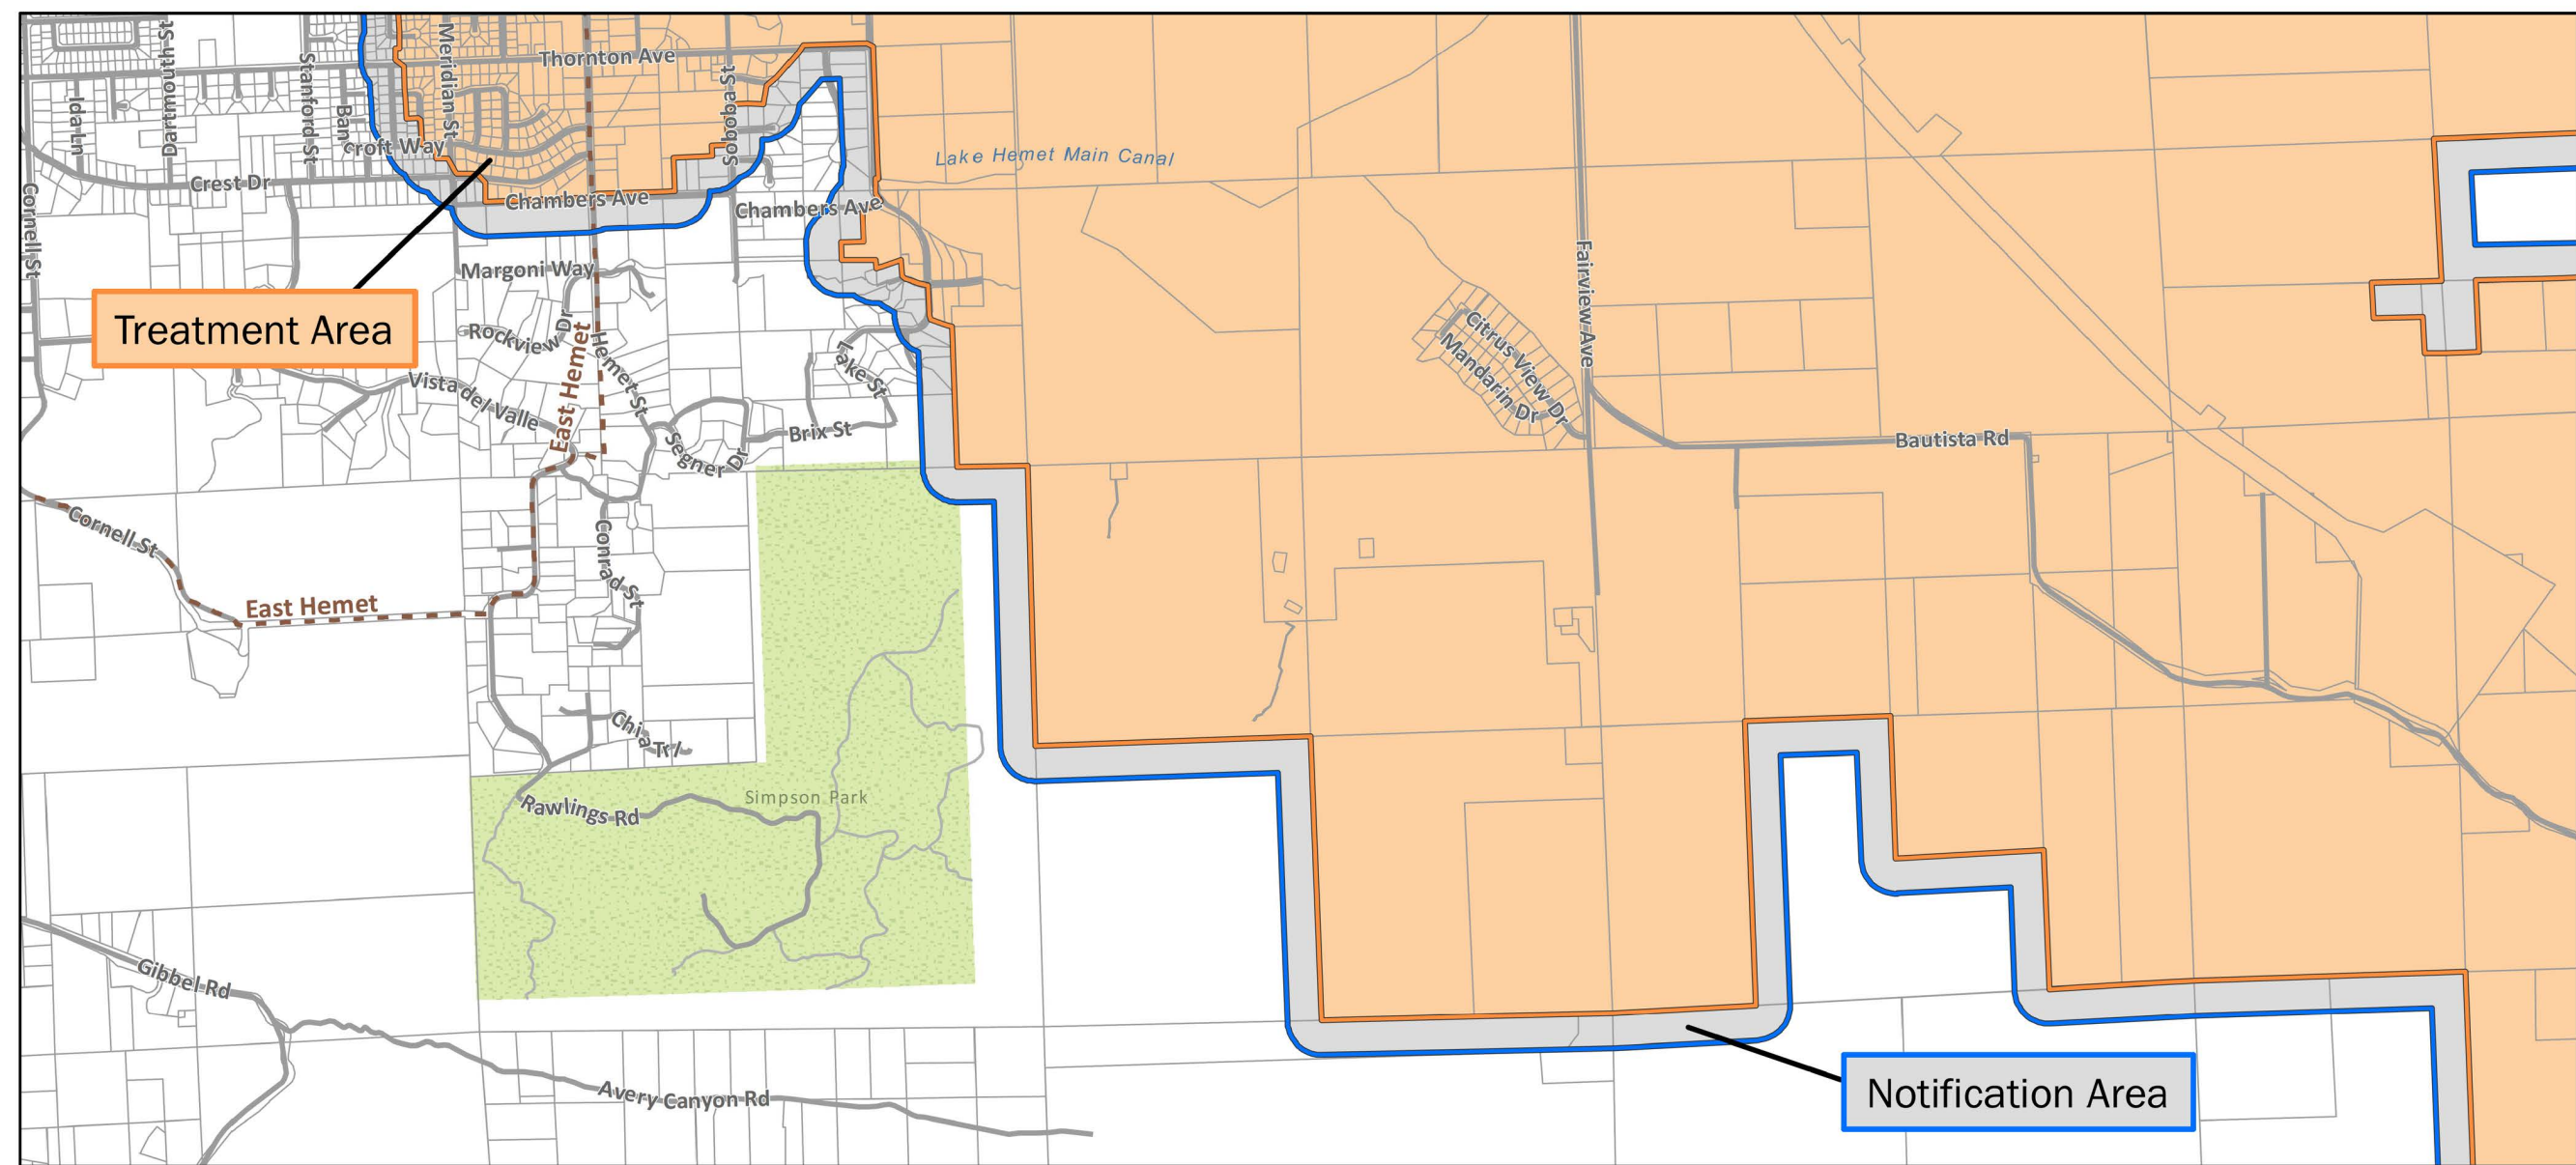 Thornton Ave
Meridian St
Dartmouth St
Stanford St
Ida Ln
Ban
croft Way
Soboba St
Lake Hemet Main Canal
Crest Dr
Chambers Ave
Chambers Ave
Cornell St
Fairview Ave
Margoni Way
Treatment Area
Rockview Dr
East Hemet
Hemet St
Lake St
Citrus View Dr
Mandarin Dr
Vista del Valle
Brix St
Segner Dr
Bautista Rd
Cornell St
Conrad St
East Hemet
Chia Trl
Simpson Park
Rawlings Rd
Gibbel Rd
Avery Canyon Rd
Notification Area